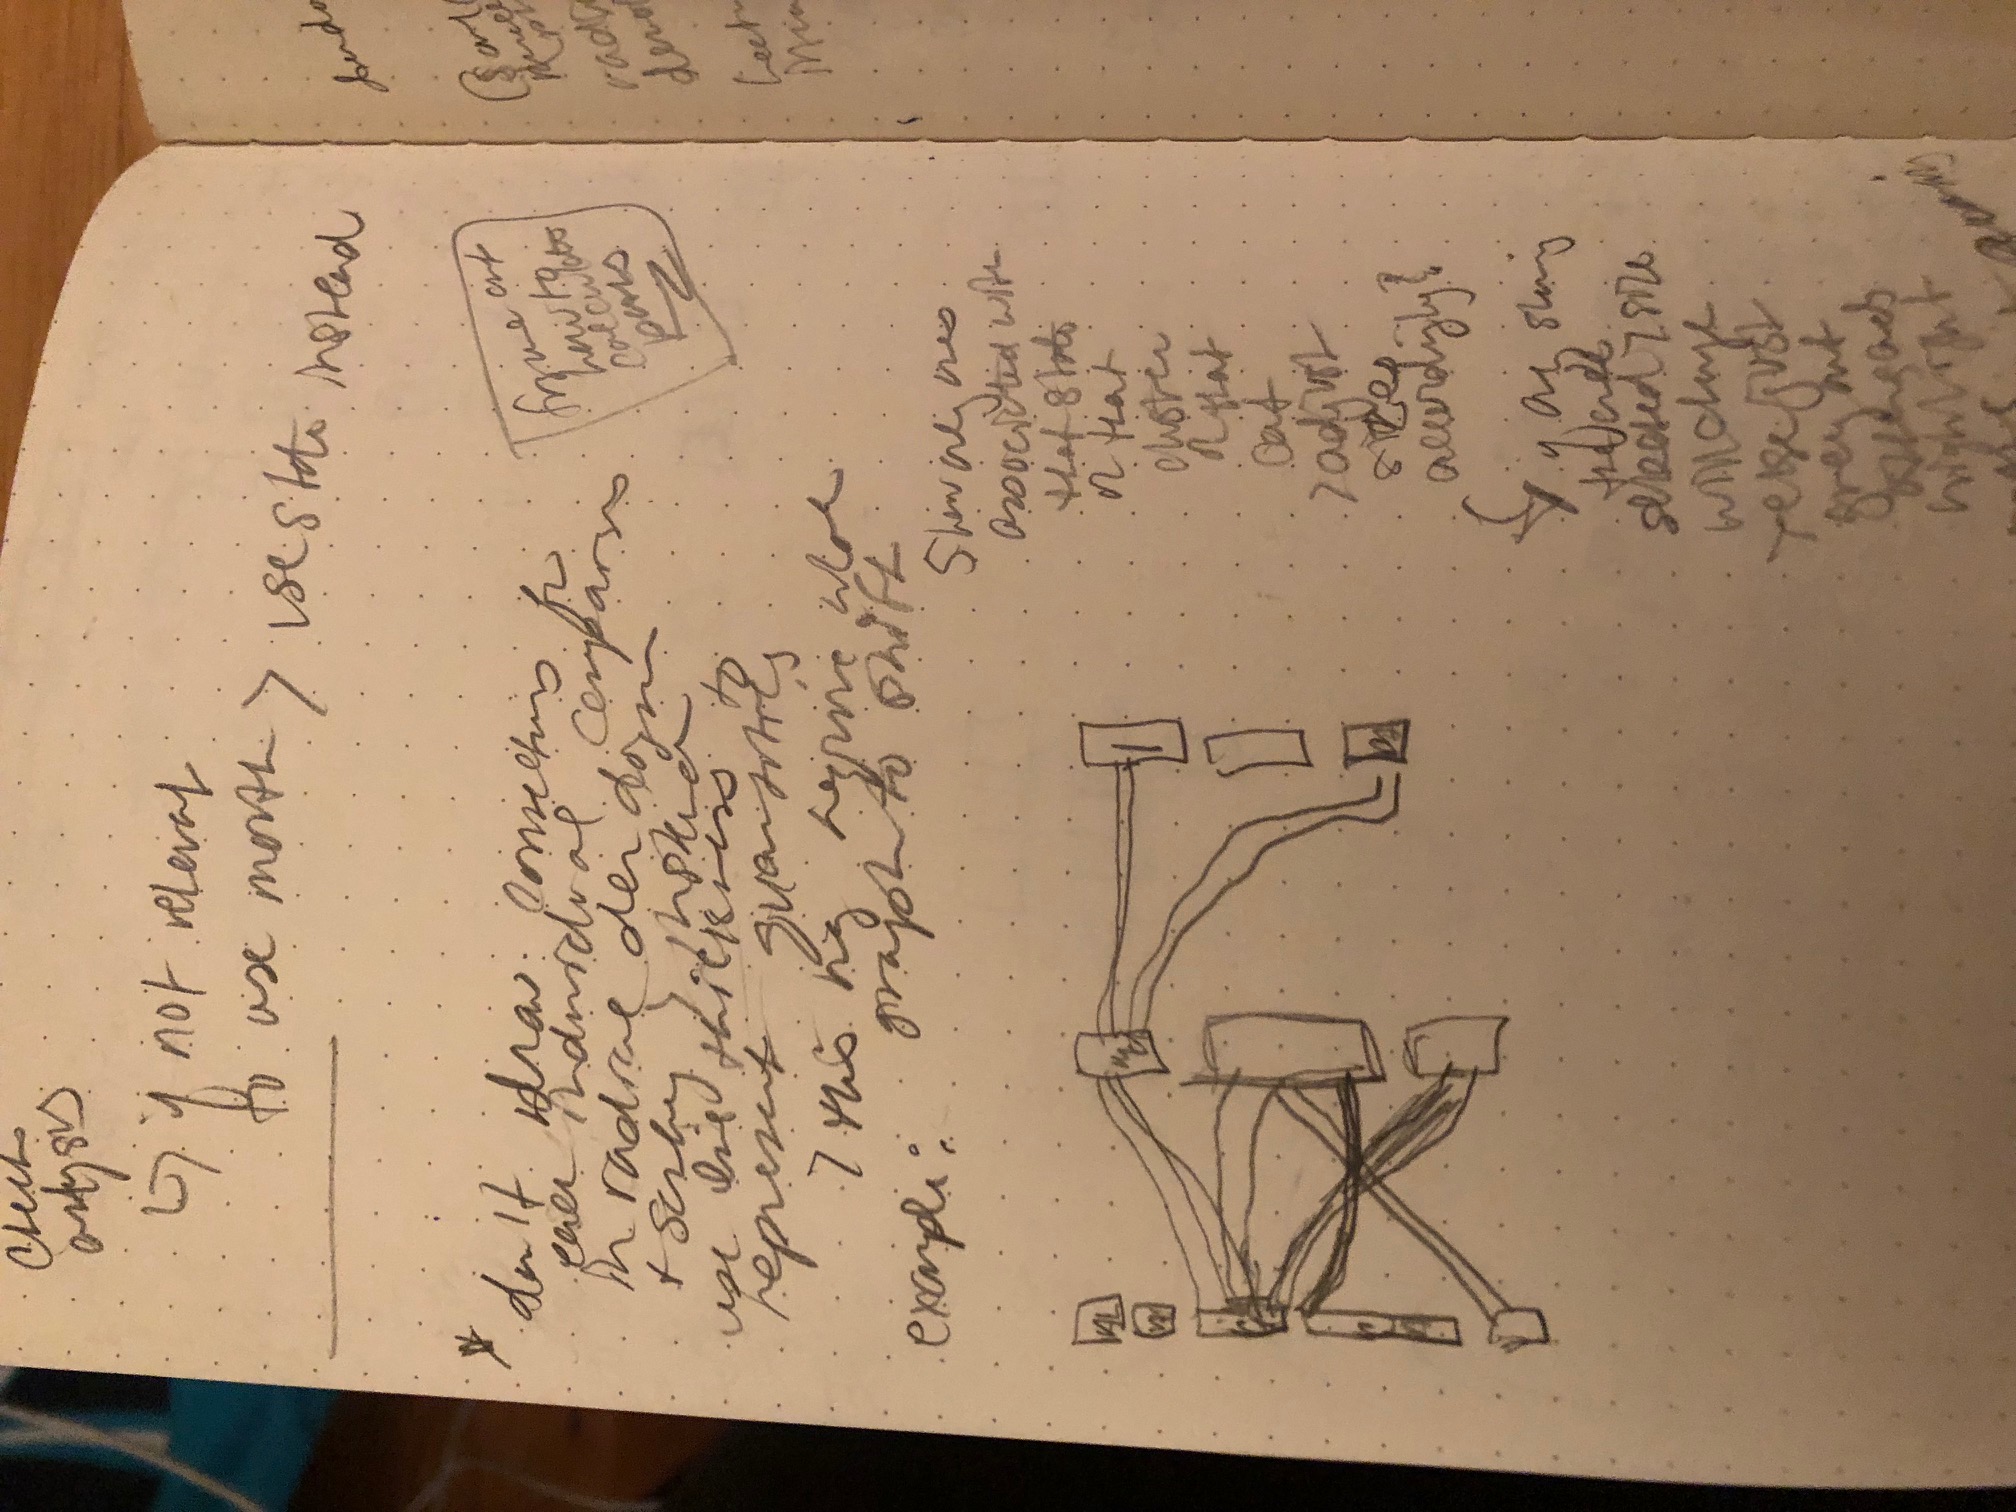 check
analysis
↳ if not relevant
to use month > use state instead
* don't draw connections for
each individual comparison
in radial dendogram
+ sankey > instead
use line thickness to
represent quantities
> this may require whole
graph to shift
example:
figure out
how to
calculate
paths
show only ones
associated with
that state
or that
cluster
or that
cat
> adjust
sizes
accordingly?
if only showing
the ones
selected > size
will change
> else just
grey out
others and
highlight
radial